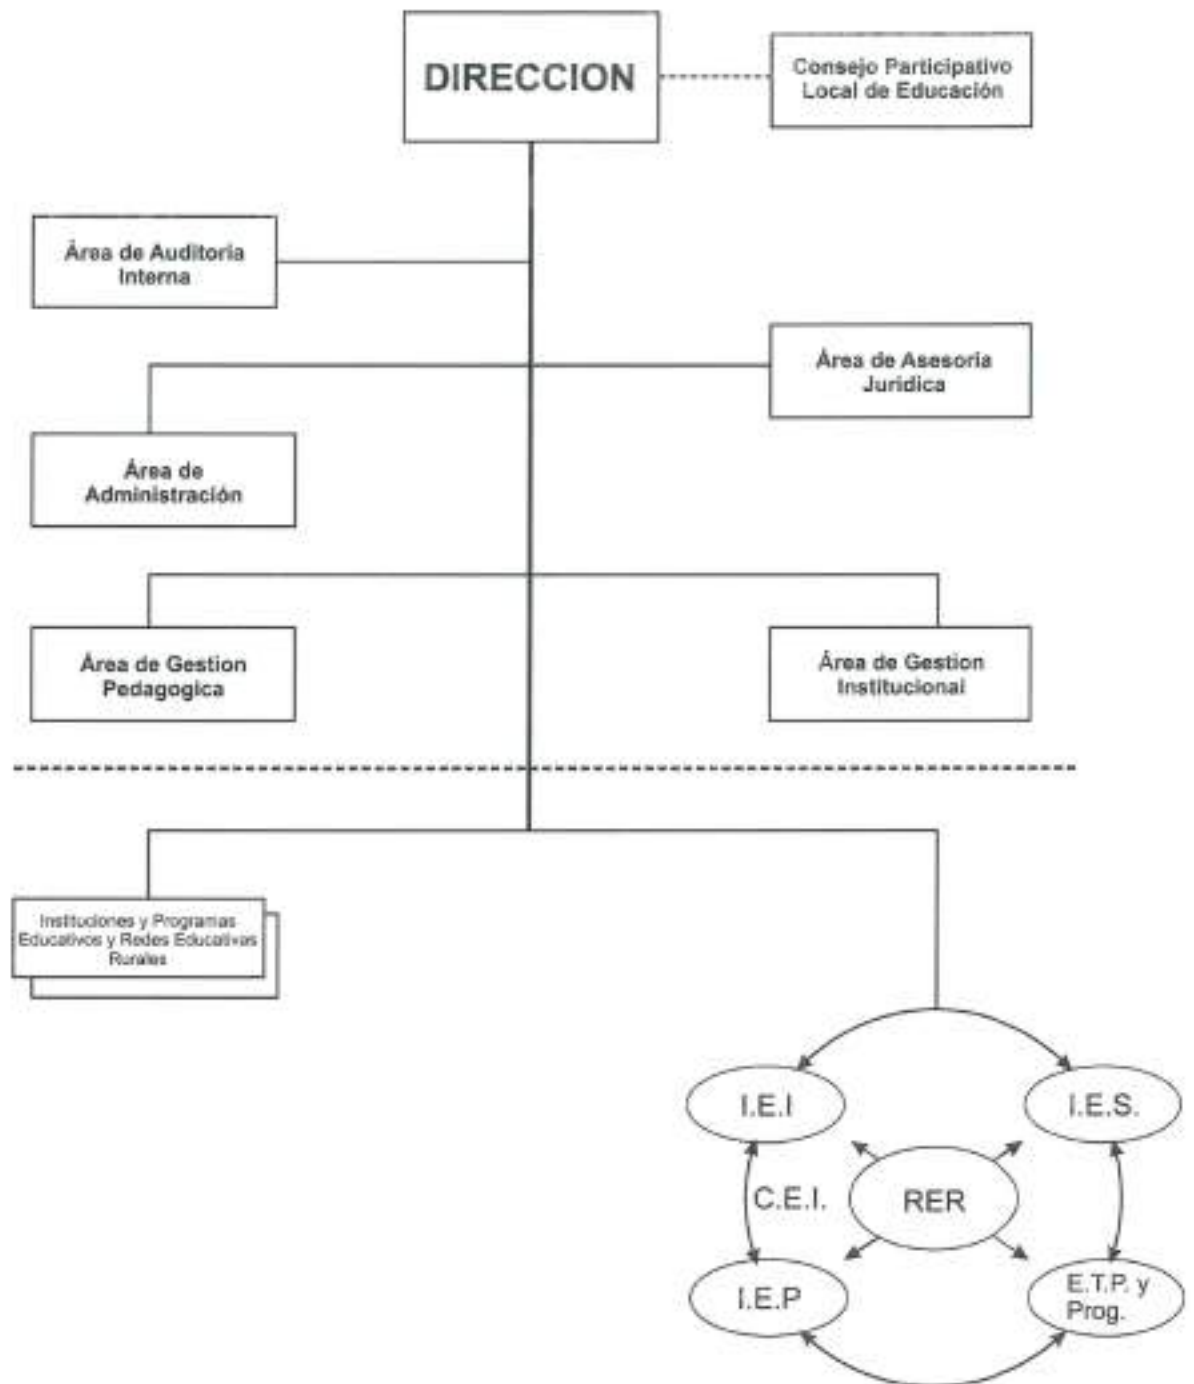 DIRECCION
Consejo Participativo
Local de Educación
Área de Auditoria
Interna
Área de Asesoria
Juridica
Área de
Administración
Área de Gestion
Pedagogica
Área de Gestion
Institucional
Instituciones y Programas
Educativos y Redes Educativas
Rurales
I.E.I
I.E.S.
C.E.I.
RER
I.E.P
E.T.P. y
Prog.